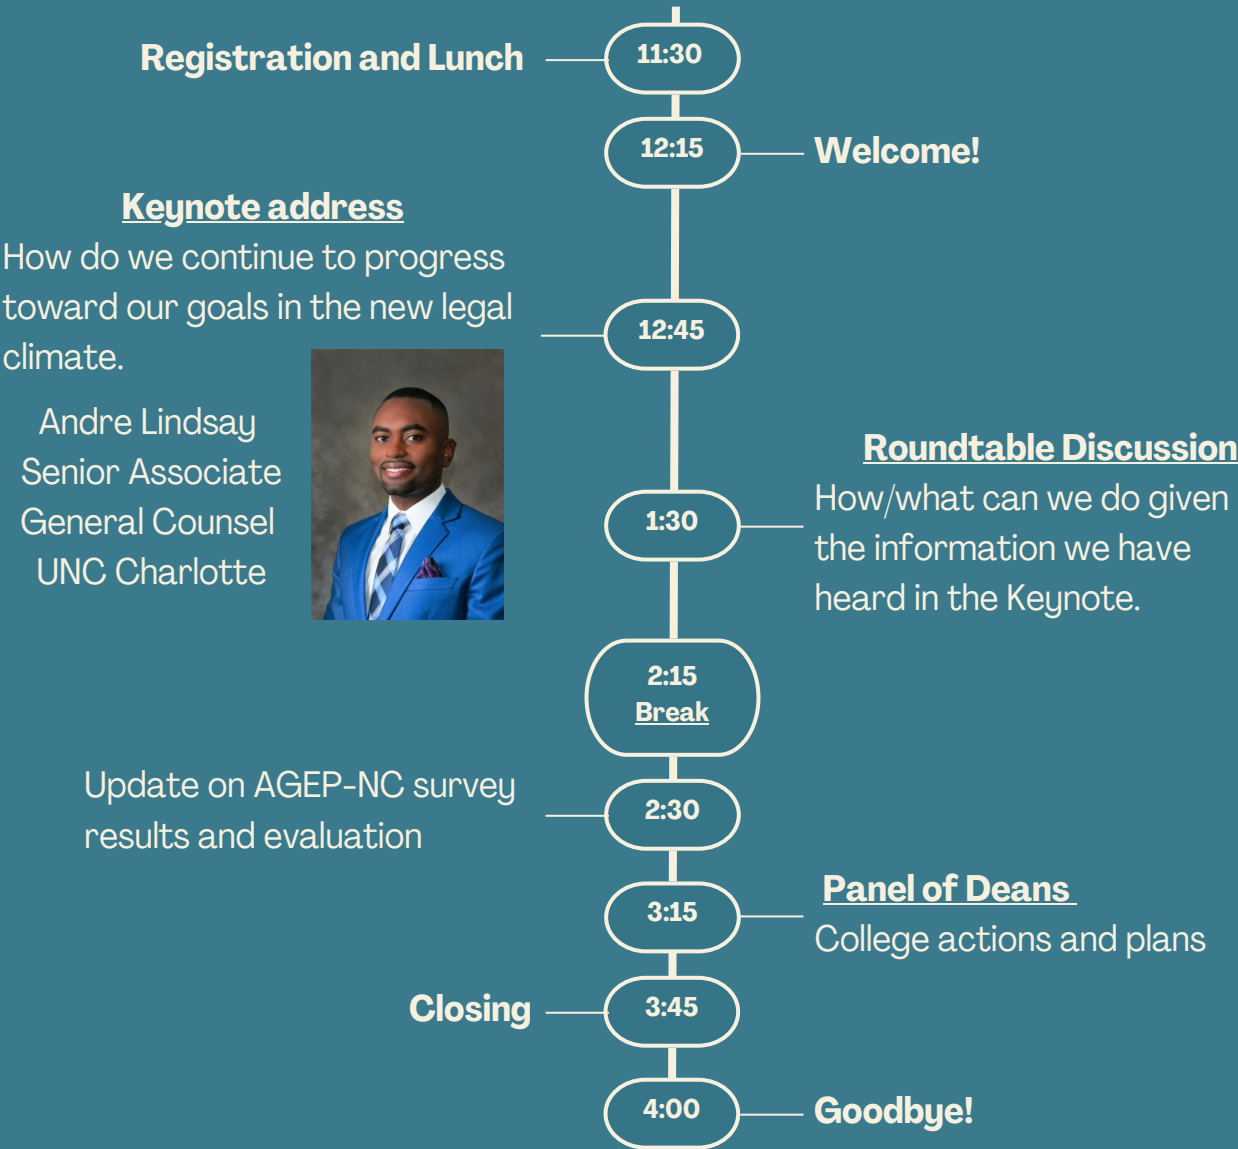 Registration and Lunch
11:30
12:15
Welcome!
Keynote address
How do we continue to progress
toward our goals in the new legal
climate.
Andre Lindsay
Senior Associate
General Counsel
UNC Charlotte
12:45
1:30
Roundtable Discussion
How/what can we do given
the information we have
heard in the Keynote.
2:15
Break
Update on AGEP-NC survey
results and evaluation
2:30
3:15
Panel of Deans
College actions and plans
Closing
3:45
4:00
Goodbye!